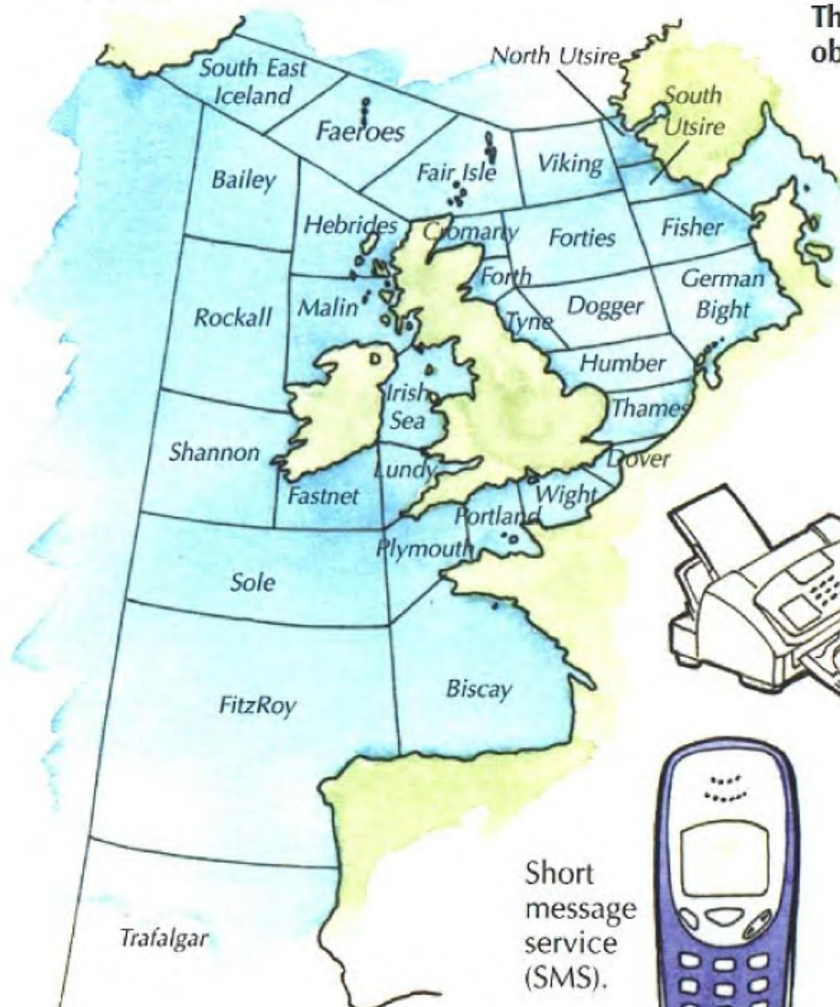 Th
ob
North Utsire
South East
Iceland
South
Utsire
Faeroes
Viking
Fair Isle
Bailey
Hebrides
Cromarty
Forties
Fisher
Forth
German
Bight
Malin
Dogger
Rockall
Tyne
Humber
Irish
Sea
Thames
Shannon
Dover
Lundy
Fastnet
Wight
Portland
Plymouth
Sole
Biscay
FitzRoy
Short
message
service
(SMS).
Trafalgar